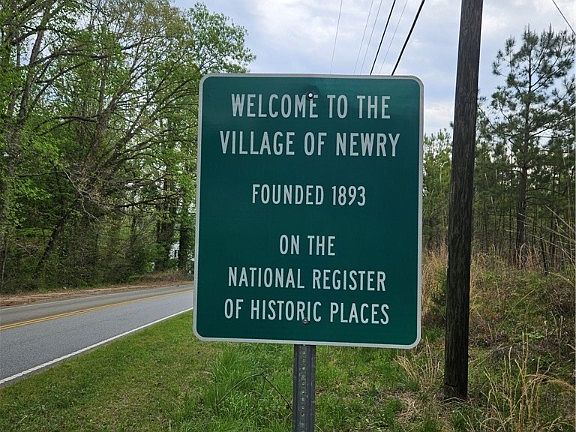 WELCOME TO THE
VILLAGE OF NEWRY
FOUNDED 1893
ON THE
NATIONAL REGISTER
OF HISTORIC PLACES